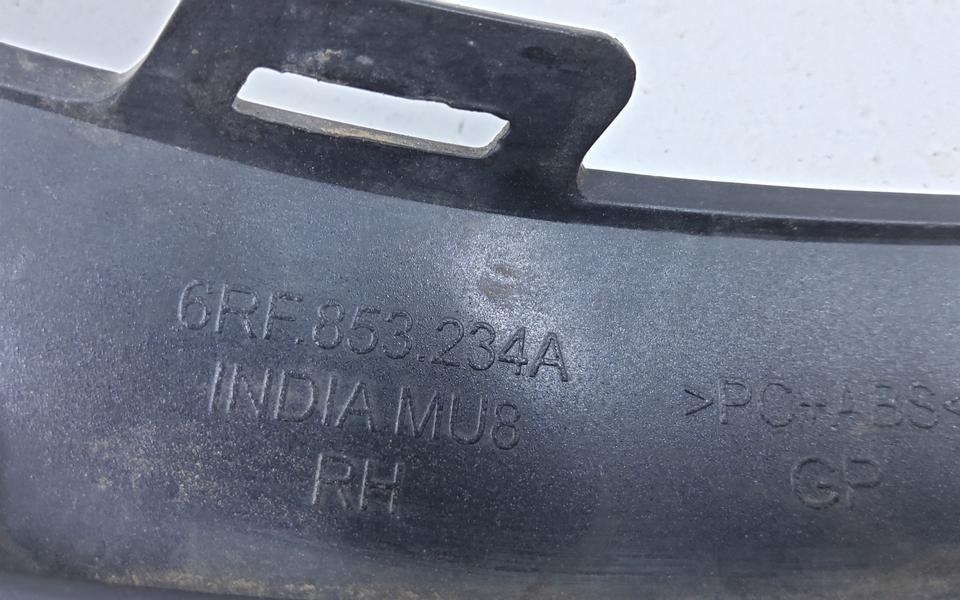 6RF.853.234A
INDIA MU8
RH
>PC+ABS<
GP